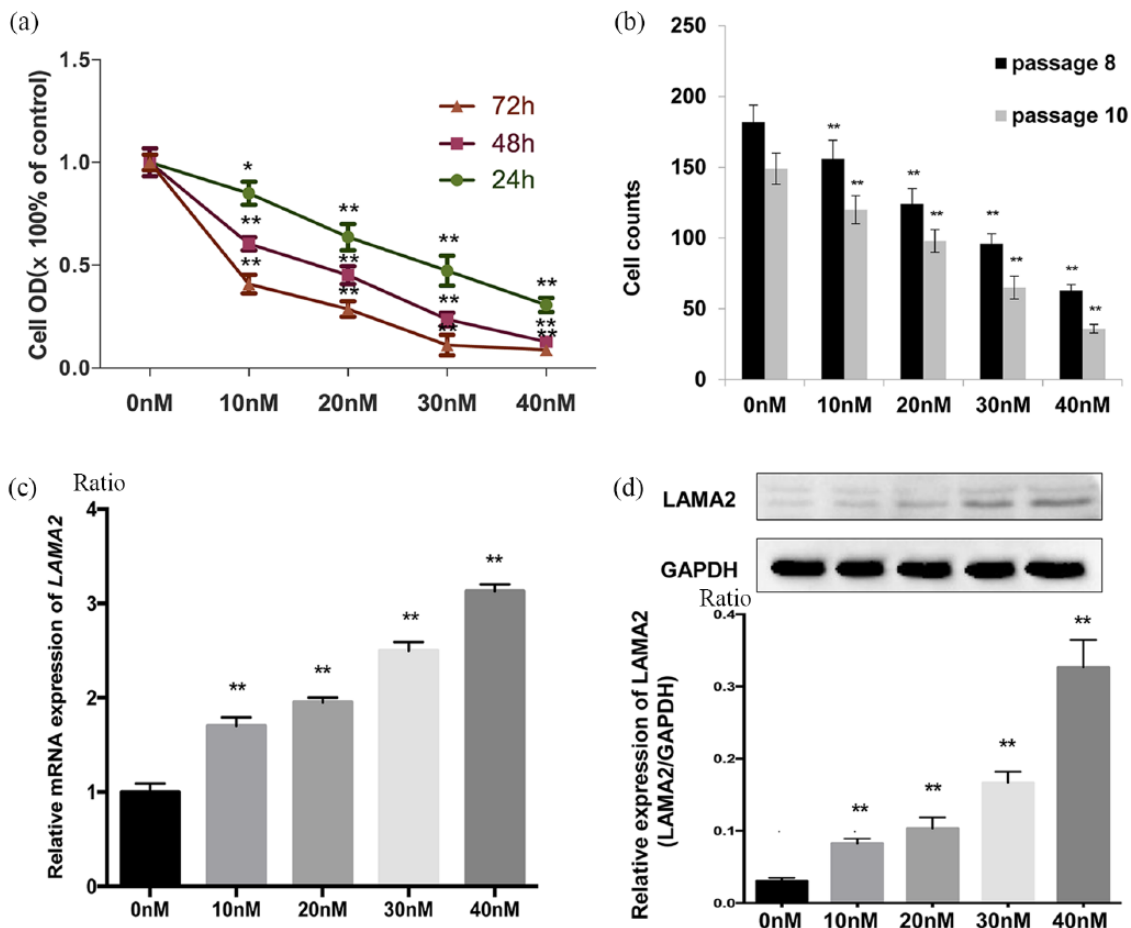 (a)
Cell OD(x 100% of control)
1.5
1.0
0.5
0.0
72h
48h
24h
*
**
**
**
**
**
**
**
**
**
**
**
0nM
10nM
20nM
30nM
40nM
(b)
Cell counts
250
200
150
100
50
0
passage 8
passage 10
**
**
**
**
**
**
**
**
0nM
10nM
20nM
30nM
40nM
(c)
Ratio
Relative mRNA expression of LAMA2
4
3
2
1
0
**
**
**
**
0nM
10nM
20nM
30nM
40nM
(d)
LAMA2
GAPDH
Ratio
Relative expression of LAMA2
(LAMA2/GAPDH)
0.4
0.3
0.2
0.1
0.0
**
**
**
**
0nM
10nM
20nM
30nM
40nM